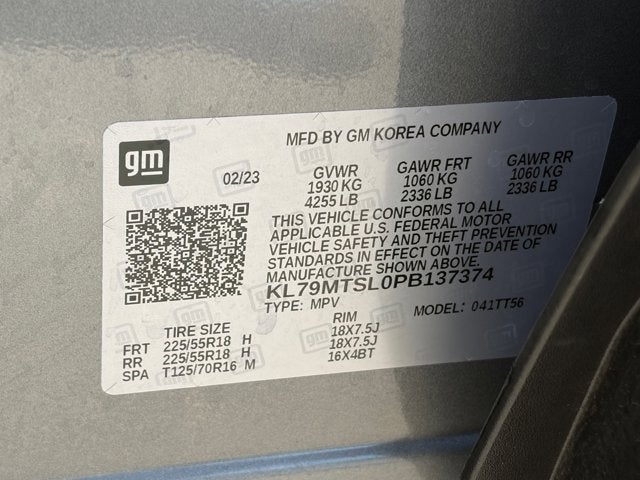 gm
MFD BY GM KOREA COMPANY
02/23 GVWR GAWR FRT GAWR RR
1930 KG 1060 KG 1060 KG
4255 LB 2336 LB 2336 LB
THIS VEHICLE CONFORMS TO ALL
APPLICABLE U.S. FEDERAL MOTOR
VEHICLE SAFETY AND THEFT PREVENTION
STANDARDS IN EFFECT ON THE DATE OF
MANUFACTURE SHOWN ABOVE.
KL79MTSL0PB137374
TYPE: MPV MODEL: 041TT56
TIRE SIZE RIM
FRT 225/55R18 H 18X7.5J
RR 225/55R18 H 18X7.5J
SPA T125/70R16 M 16X4BT